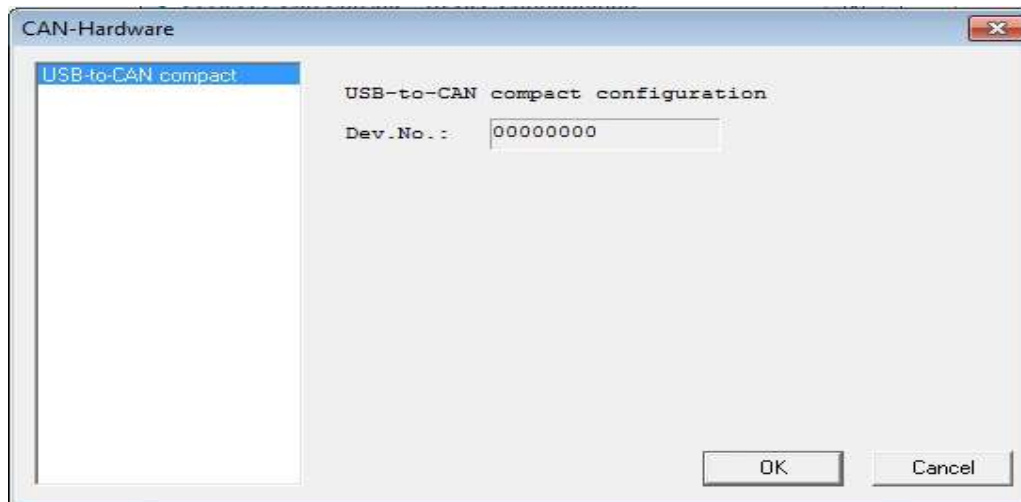 CAN-Hardware
USB-to-CAN compact
USB-to-CAN compact configuration
Dev.No.: 00000000
OK
Cancel